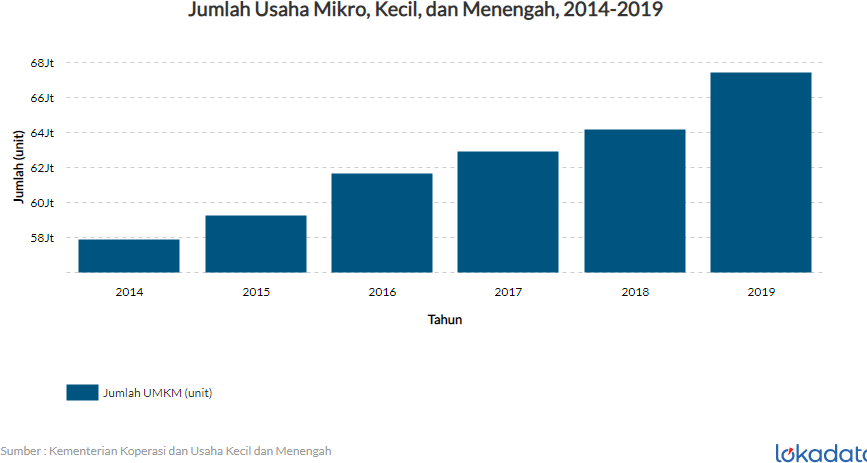 Jumlah Usaha Mikro, Kecil, dan Menengah, 2014-2019
68Jt
66Jt
64Jt
62Jt
60Jt
58Jt
Jumlah (unit)
2014 2015 2016 2017 2018 2019
Tahun
Jumlah UMKM (unit)
Sumber : Kementerian Koperasi dan Usaha Kecil dan Menengah
lokadata